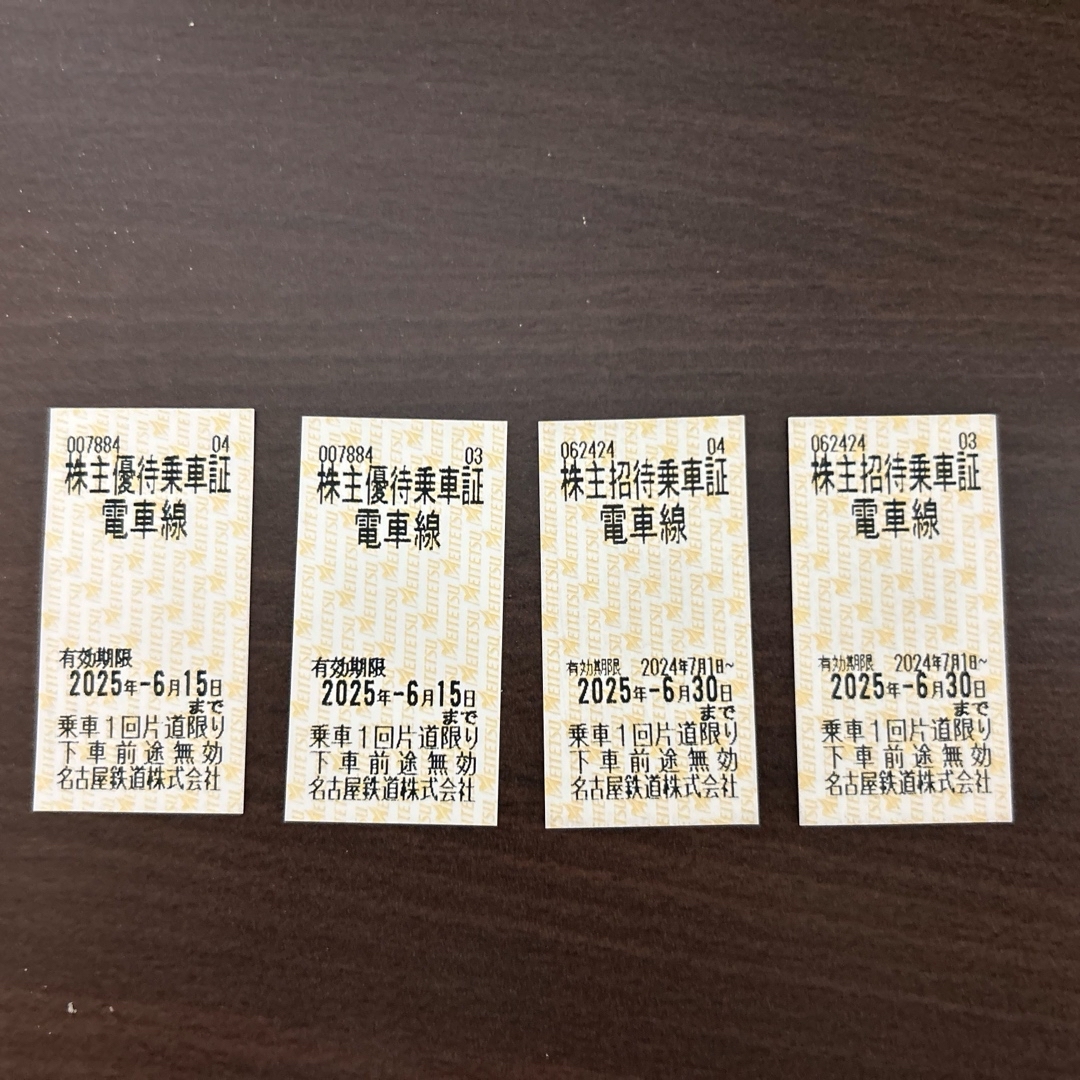 007884 04
株主優待乗車証
電車線
有効期限
2025年-6月15日
まで
乗車1回片道限り
下車前途無効
名古屋鉄道株式会社
007884 03
株主優待乗車証
電車線
有効期限
2025年-6月15日
まで
乗車1回片道限り
下車前途無効
名古屋鉄道株式会社
062424 04
株主招待乗車証
電車線
有効期限 2024年7月1日~
2025年-6月30日
まで
乗車1回片道限り
下車前途無効
名古屋鉄道株式会社
062424 03
株主招待乗車証
電車線
有効期限 2024年7月1日~
2025年-6月30日
まで
乗車1回片道限り
下車前途無効
名古屋鉄道株式会社